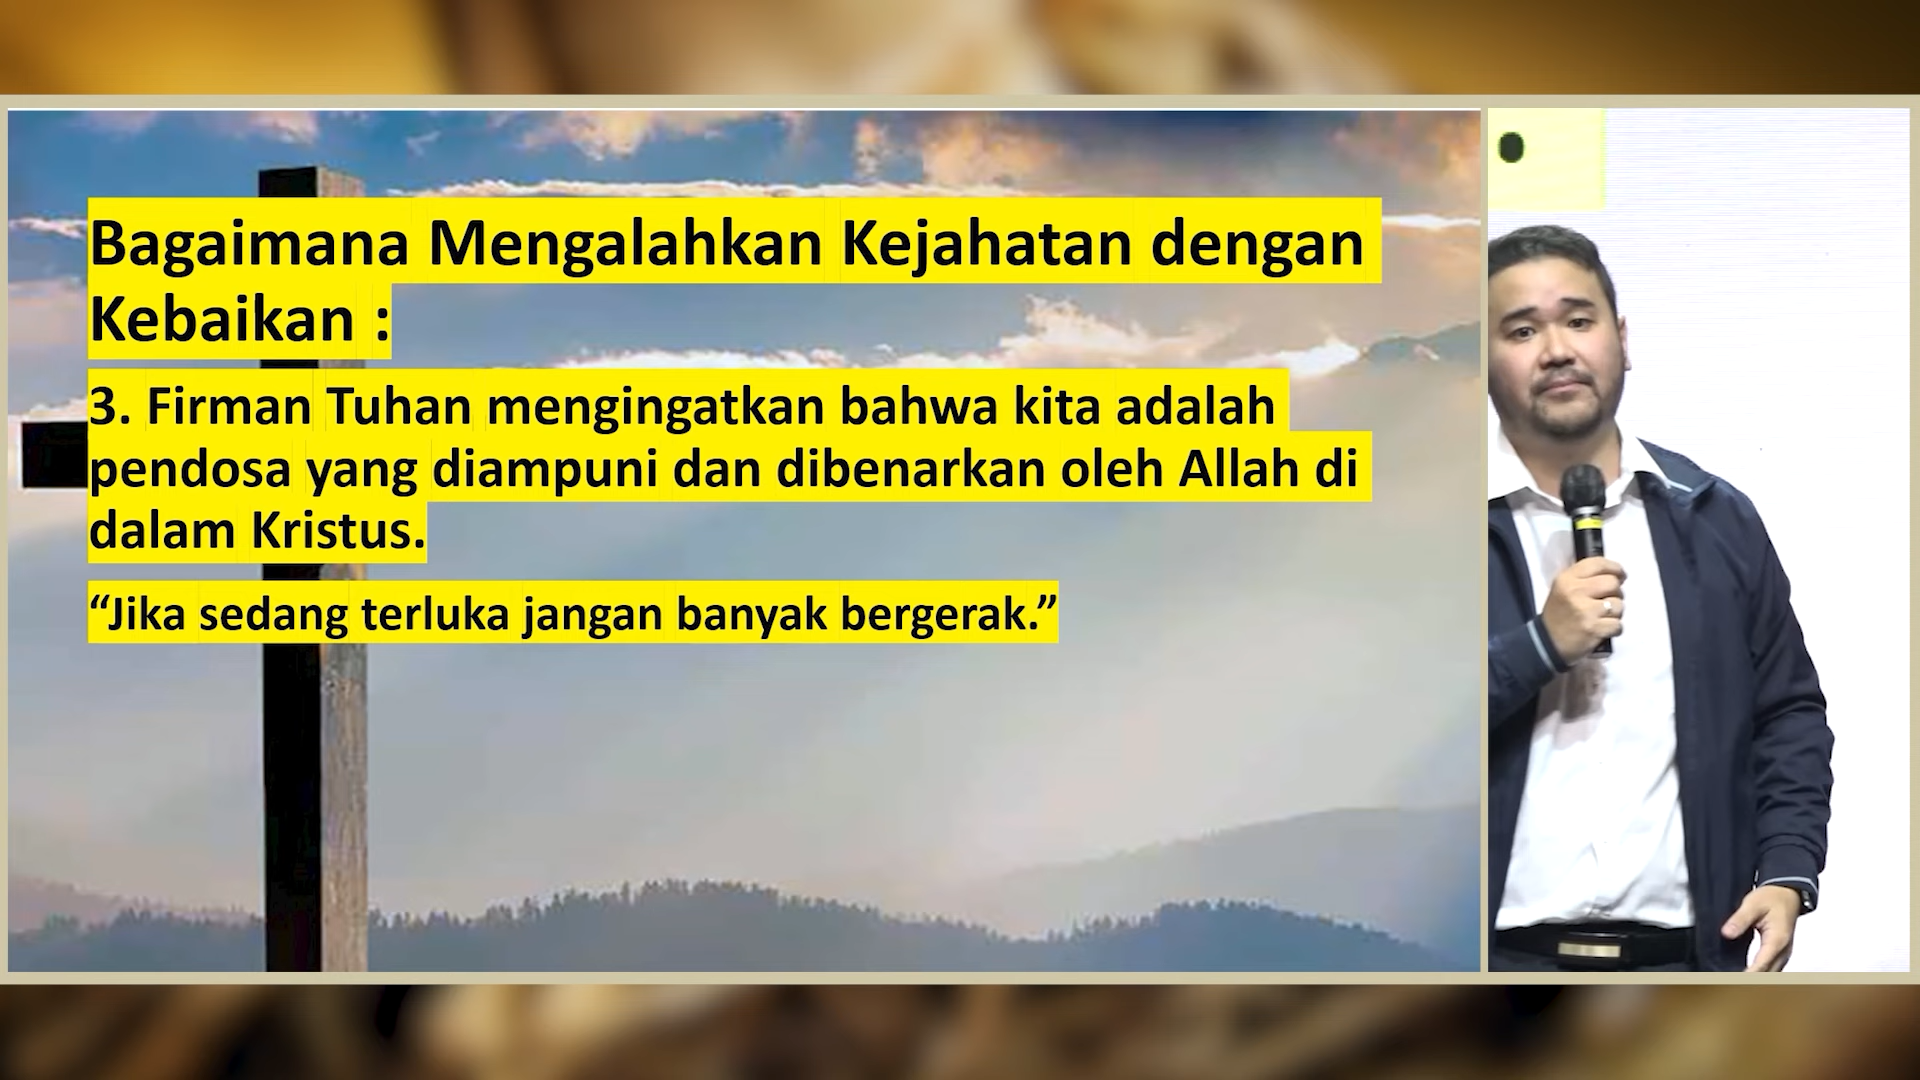 Bagaimana Mengalahkan Kejahatan dengan
Kebaikan :
3. Firman Tuhan mengingatkan bahwa kita adalah
pendosa yang diampuni dan dibenarkan oleh Allah di
dalam Kristus.
“Jika sedang terluka jangan banyak bergerak.”